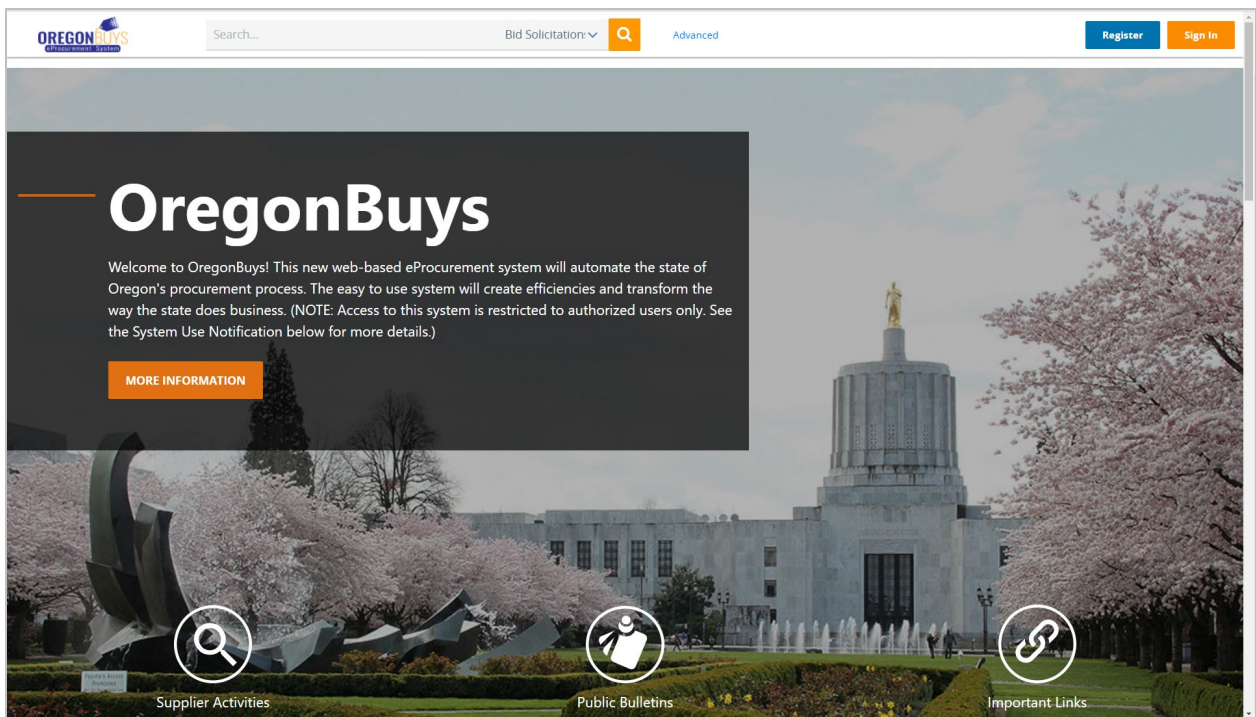 OREGONBUYS
eProcurement System
Search...
Bid Solicitation:
Advanced
Register
Sign In
OregonBuys
Welcome to OregonBuys! This new web-based eProcurement system will automate the state of
Oregon's procurement process. The easy to use system will create efficiencies and transform the
way the state does business. (NOTE: Access to this system is restricted to authorized users only. See
the System Use Notification below for more details.)
MORE INFORMATION
Supplier Activities
Public Bulletins
Important Links